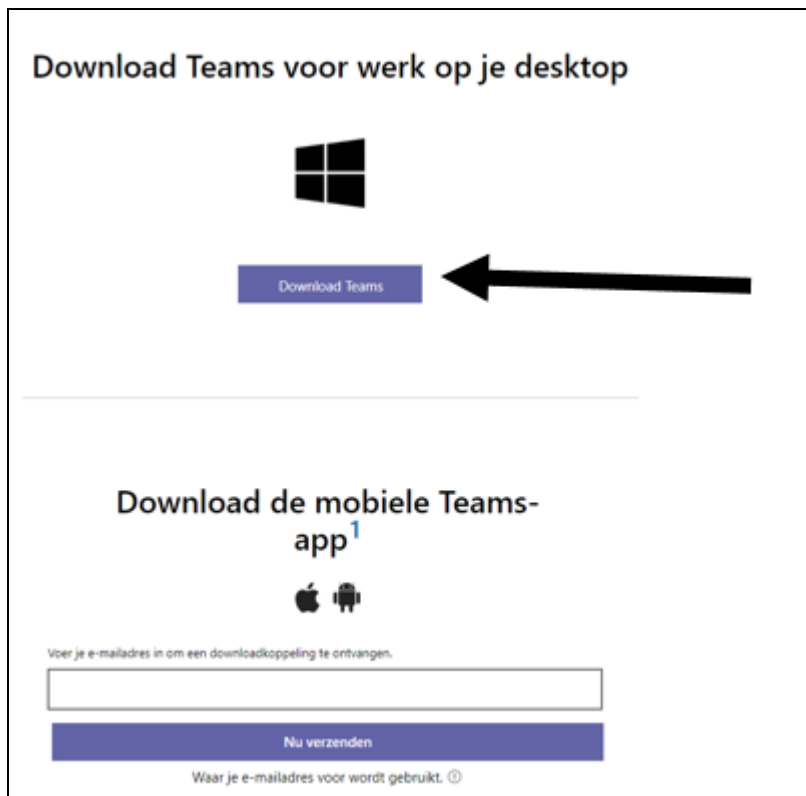 Download Teams voor werk op je desktop
Download Teams
Download de mobiele Teams-
app¹
Voer je e-mailadres in om een downloadkoppeling te ontvangen.
Nu verzenden
Waar je e-mailadres voor wordt gebruikt.